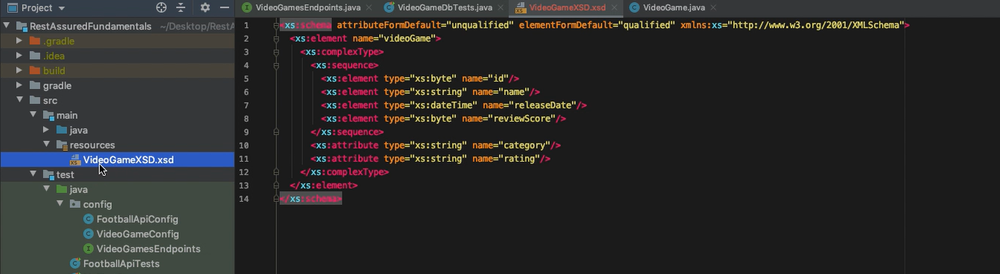 Project
RestAssuredFundamentals ~/Desktop/RestA
.gradle
.idea
build
gradle
src
main
java
resources
VideoGameXSD.xsd
test
java
config
FootballApiConfig
VideoGameConfig
VideoGamesEndpoints
FootballApiTests
VideoGamesEndpoints.java VideoGameDbTests.java VideoGameXSD.xsd VideoGame.java
1 <xs:schema attributeFormDefault="unqualified" elementFormDefault="qualified" xmlns:xs="http://www.w3.org/2001/XMLSchema">
2 <xs:element name="videoGame">
3 <xs:complexType>
4 <xs:sequence>
5 <xs:element type="xs:byte" name="id"/>
6 <xs:element type="xs:string" name="name"/>
7 <xs:element type="xs:dateTime" name="releaseDate"/>
8 <xs:element type="xs:byte" name="reviewScore"/>
9 </xs:sequence>
10 <xs:attribute type="xs:string" name="category"/>
11 <xs:attribute type="xs:string" name="rating"/>
12 </xs:complexType>
13 </xs:element>
14 </xs:schema>